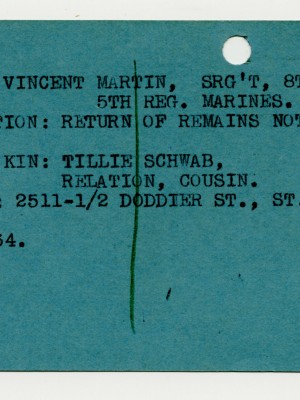 VINCENT MARTIN, SRG'T, 8T
5TH REG. MARINES.
TION: RETURN OF REMAINS NOT
KIN: TILLIE SCHWAB,
RELATION, COUSIN.
: 2511-1/2 DODDIER ST., ST.
54.